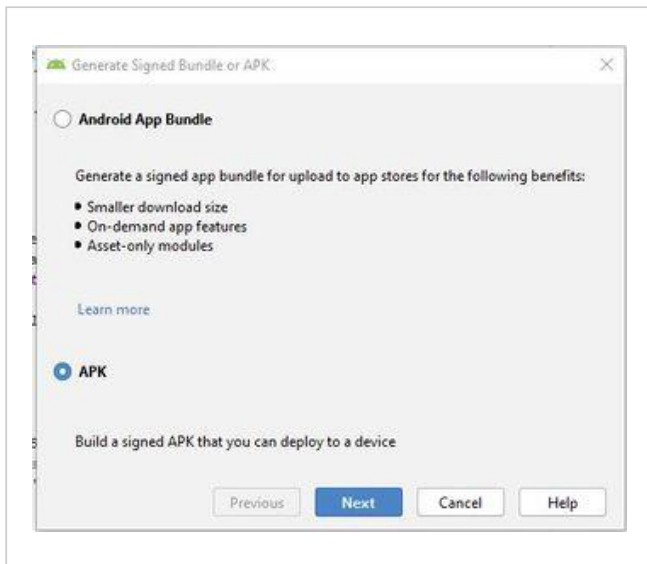 Generate Signed Bundle or APK
Android App Bundle
Generate a signed app bundle for upload to app stores for the following benefits:
• Smaller download size
• On-demand app features
• Asset-only modules
Learn more
APK
Build a signed APK that you can deploy to a device
Previous Next Cancel Help